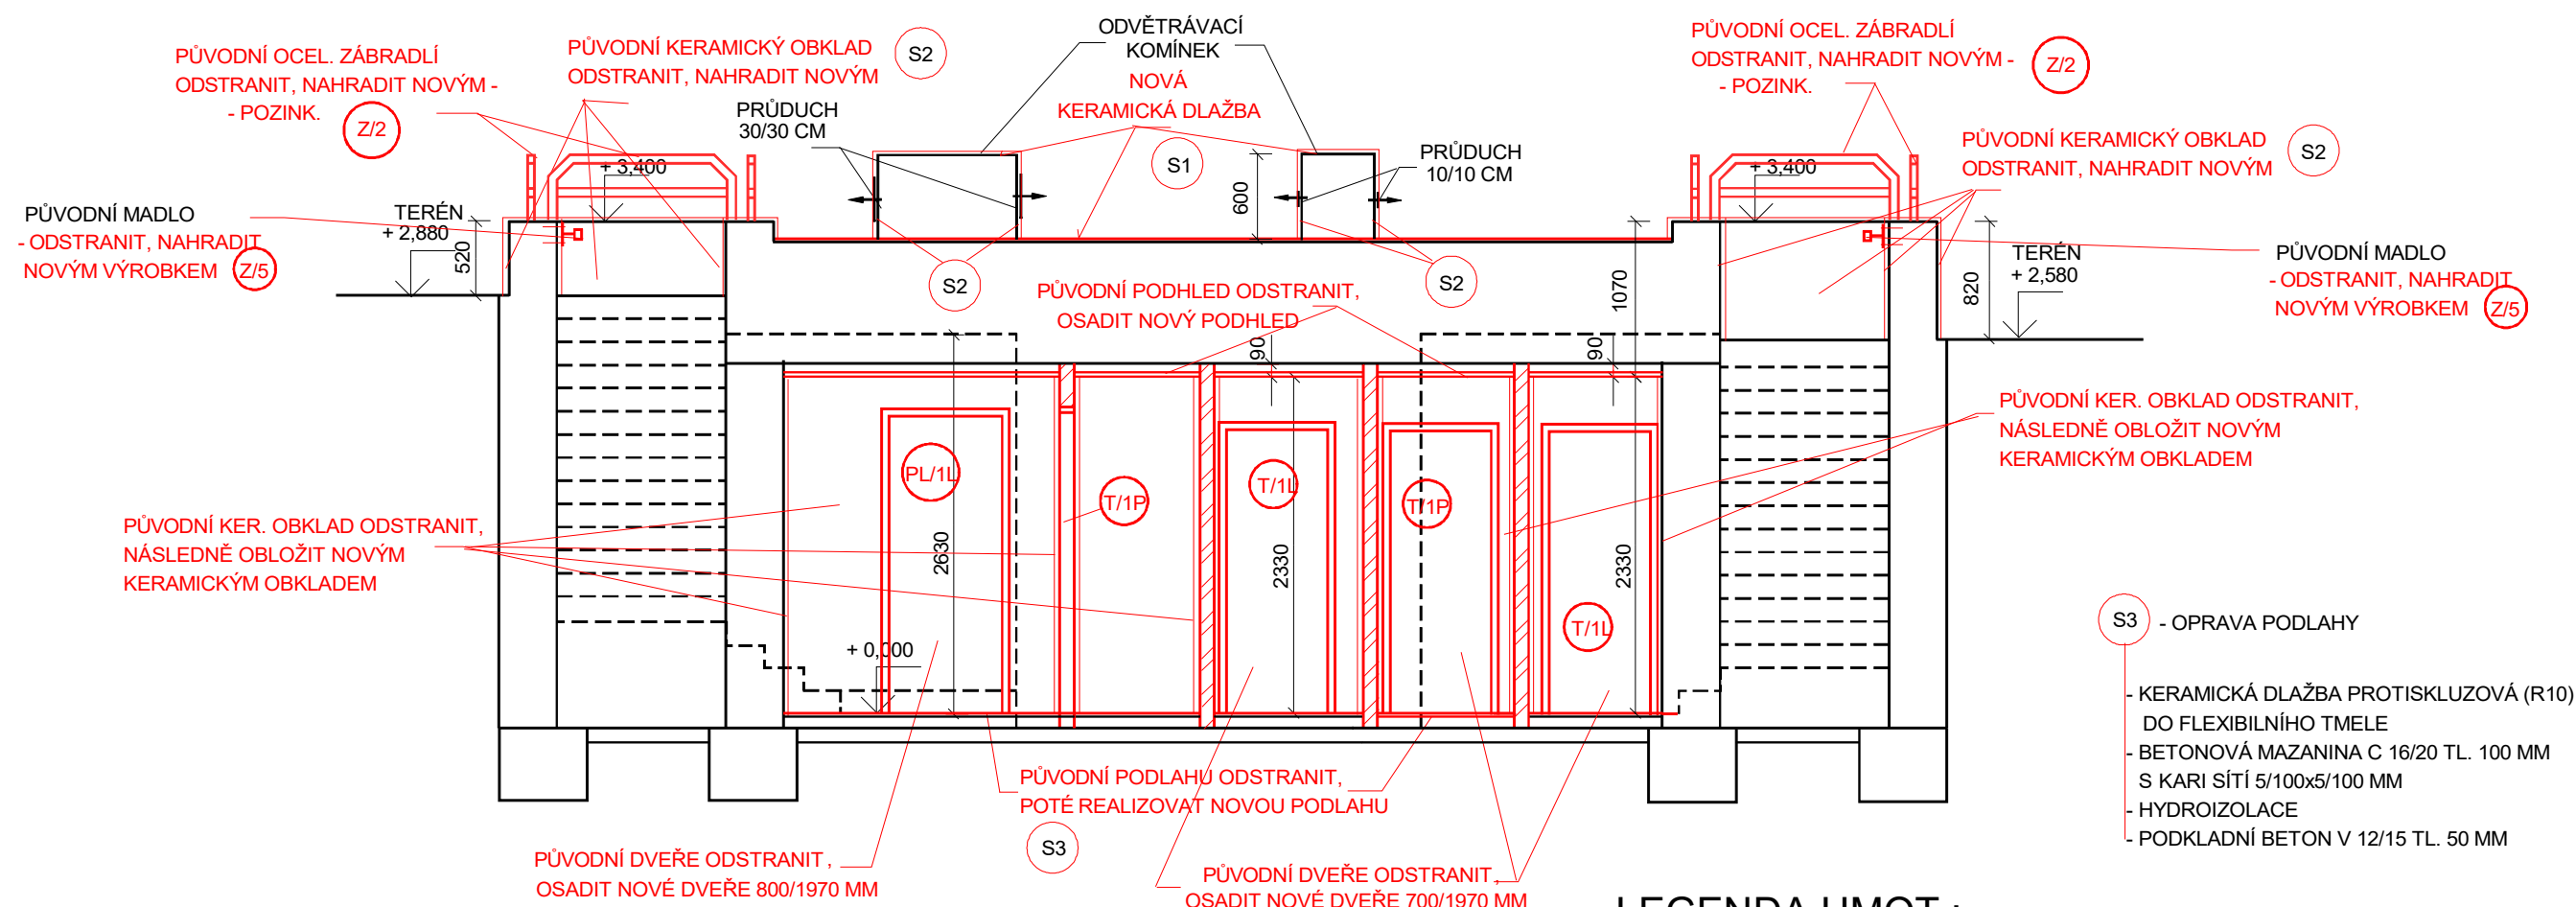 ODVĚTRÁVACÍ
KOMÍNEK
NOVÁ
KERAMICKÁ DLAŽBA
S1
PŮVODNÍ OCEL. ZÁBRADLÍ
ODSTRANIT, NAHRADIT NOVÝM -
- POZINK.
Z/2
PŮVODNÍ KERAMICKÝ OBKLAD
ODSTRANIT, NAHRADIT NOVÝM
S2
PRŮDUCH
30/30 CM
PŮVODNÍ OCEL. ZÁBRADLÍ
ODSTRANIT, NAHRADIT NOVÝM -
- POZINK.
Z/2
PŮVODNÍ KERAMICKÝ OBKLAD
ODSTRANIT, NAHRADIT NOVÝM
S2
PRŮDUCH
10/10 CM
600
+ 3,400
+ 3,400
PŮVODNÍ MADLO
- ODSTRANIT, NAHRADIT
NOVÝM VÝROBKEM
Z/5
TERÉN
+ 2,880
520
S2
S2
1070
820
TERÉN
+ 2,580
PŮVODNÍ MADLO
- ODSTRANIT, NAHRADIT
NOVÝM VÝROBKEM
Z/5
PŮVODNÍ PODHLED ODSTRANIT,
OSADIT NOVÝ PODHLED
90
90
PŮVODNÍ KER. OBKLAD ODSTRANIT,
NÁSLEDNĚ OBLOŽIT NOVÝM
KERAMICKÝM OBKLADEM
PL/1L
T/1P
T/1L
T/1P
T/1L
PŮVODNÍ KER. OBKLAD ODSTRANIT,
NÁSLEDNĚ OBLOŽIT NOVÝM
KERAMICKÝM OBKLADEM
2630
2330
2330
+ 0,000
S3
- OPRAVA PODLAHY
- KERAMICKÁ DLAŽBA PROTISKLUZOVÁ (R10)
DO FLEXIBILNÍHO TMELE
- BETONOVÁ MAZANINA C 16/20 TL. 100 MM
S KARI SÍTÍ 5/100x5/100 MM
- HYDROIZOLACE
- PODKLADNÍ BETON V 12/15 TL. 50 MM
PŮVODNÍ PODLAHU ODSTRANIT,
POTÉ REALIZOVAT NOVOU PODLAHU
S3
PŮVODNÍ DVEŘE ODSTRANIT,
OSADIT NOVÉ DVEŘE 800/1970 MM
PŮVODNÍ DVEŘE ODSTRANIT,
OSADIT NOVÉ DVEŘE 700/1970 MM
LEGENDA HMOT :